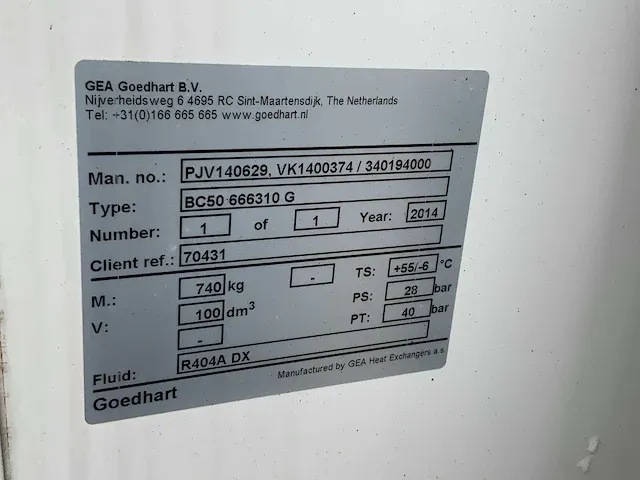 GEA Goedhart B.V.
Nijverheidsweg 6 4695 RC Sint-Maartensdijk, The Netherlands
Tel: +31(0)166 665 665 www.goedhart.nl
Man. no.: PJV140629, VK1400374 / 340194000
Type: BC50 666310 G
Number: 1 of 1 Year: 2014
Client ref.: 70431
M.: 740 kg - TS: +55/-6 °C
V: 100 dm³ PS: 28 bar
- PT: 40 bar
Fluid: R404A DX
Goedhart Manufactured by GEA Heat Exchangers a.s.